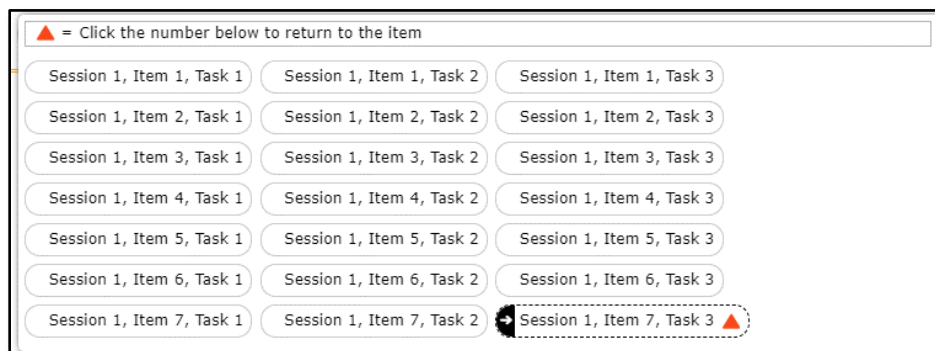 = Click the number below to return to the item
Session 1, Item 1, Task 1 Session 1, Item 1, Task 2 Session 1, Item 1, Task 3
Session 1, Item 2, Task 1 Session 1, Item 2, Task 2 Session 1, Item 2, Task 3
Session 1, Item 3, Task 1 Session 1, Item 3, Task 2 Session 1, Item 3, Task 3
Session 1, Item 4, Task 1 Session 1, Item 4, Task 2 Session 1, Item 4, Task 3
Session 1, Item 5, Task 1 Session 1, Item 5, Task 2 Session 1, Item 5, Task 3
Session 1, Item 6, Task 1 Session 1, Item 6, Task 2 Session 1, Item 6, Task 3
Session 1, Item 7, Task 1 Session 1, Item 7, Task 2 Session 1, Item 7, Task 3